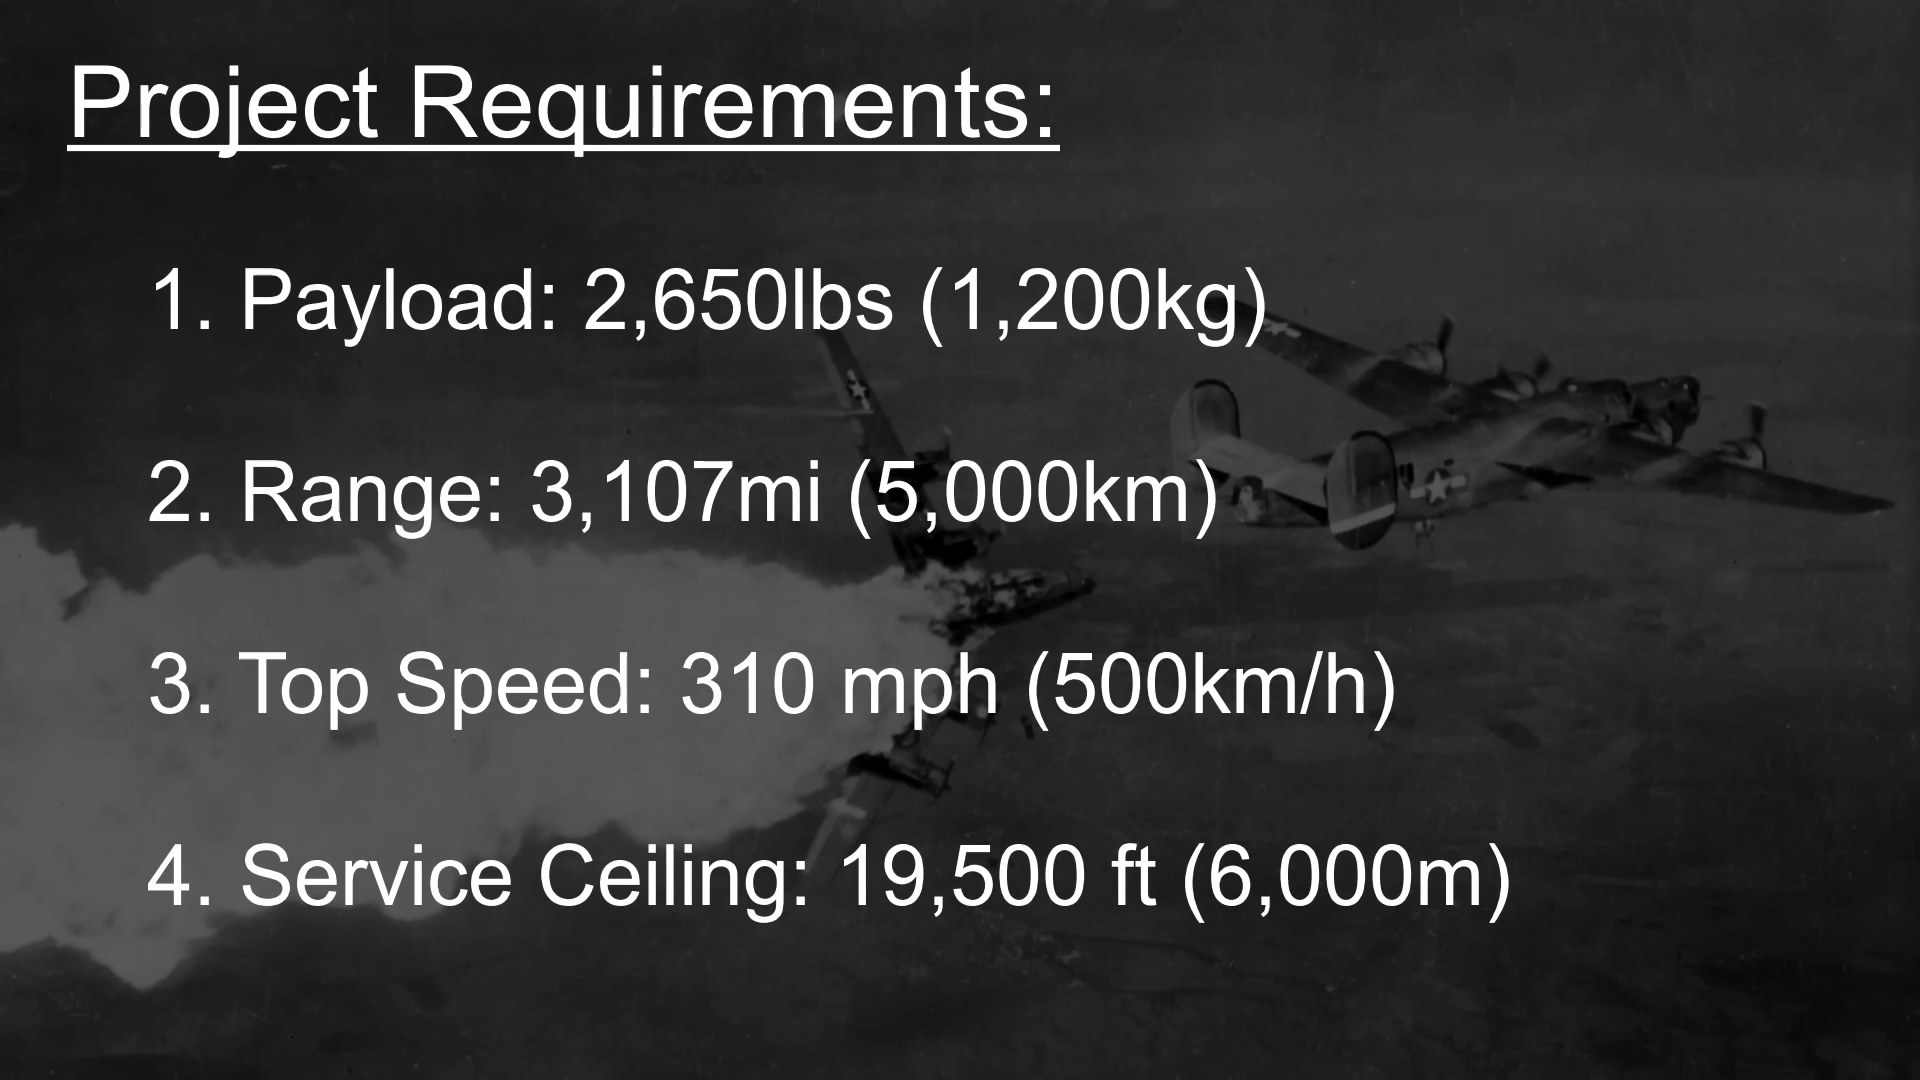 Project Requirements:
1. Payload: 2,650lbs (1,200kg)
2. Range: 3,107mi (5,000km)
3. Top Speed: 310 mph (500km/h)
4. Service Ceiling: 19,500 ft (6,000m)